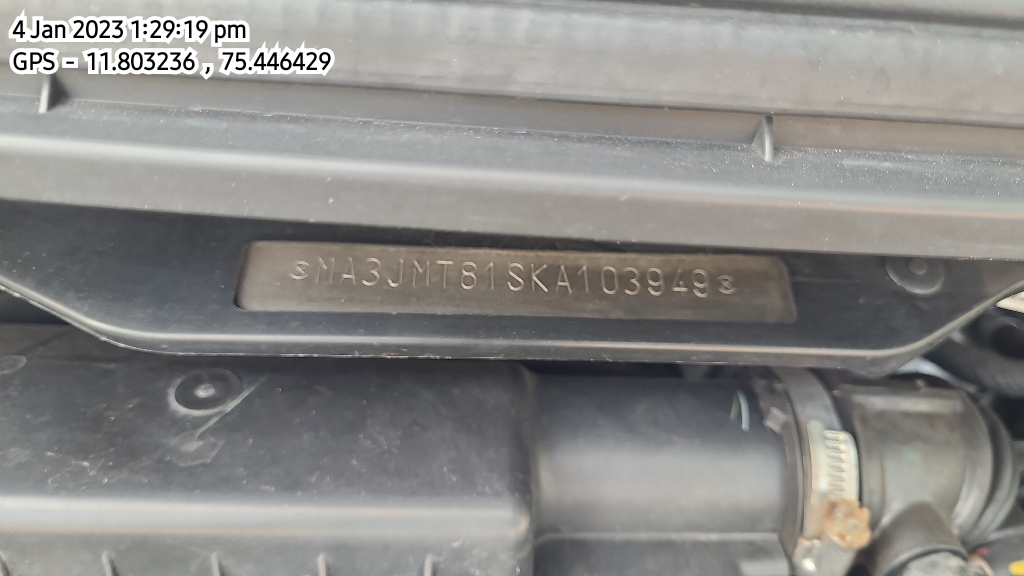 4 Jan 2023 1:29:19 pm
GPS - 11.803236 , 75.446429
MA3JMT81SKA103949